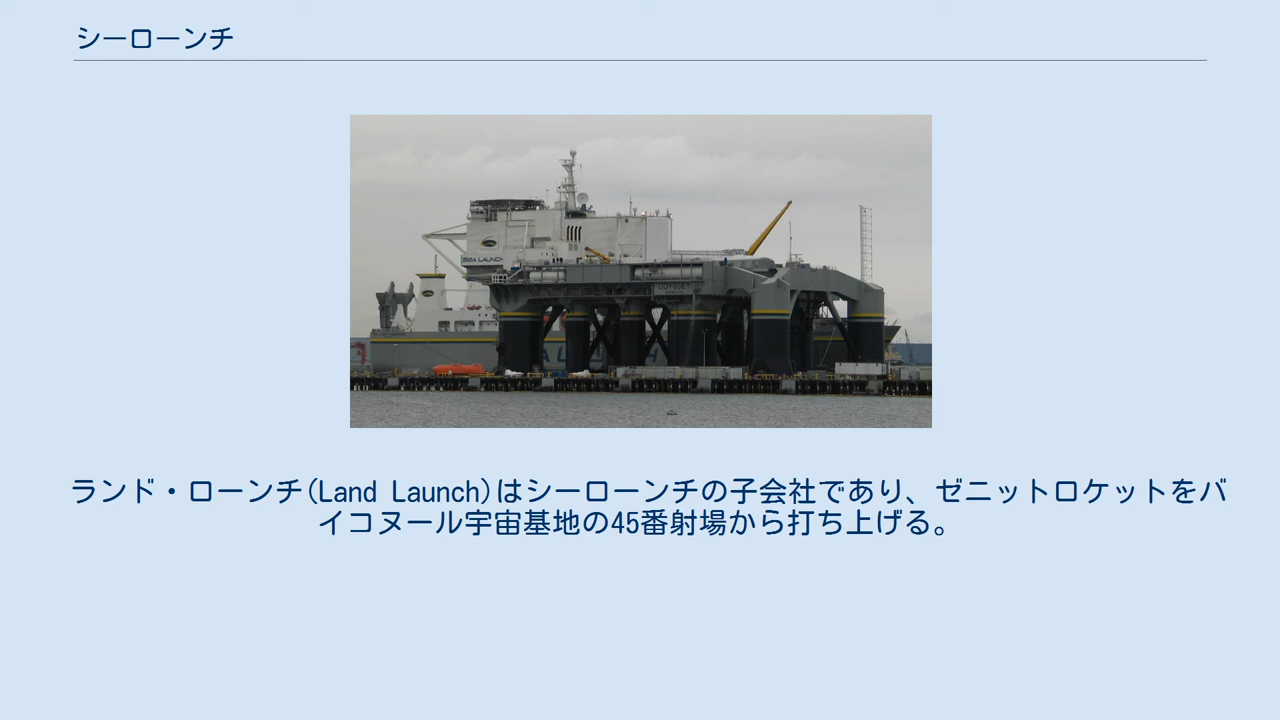 シーローンチ
SEA LAUNCH
ODYSSEY
ランド・ローンチ(Land Launch)はシーローンチの子会社であり、ゼニットロケットをバ
イコヌール宇宙基地の45番射場から打ち上げる。